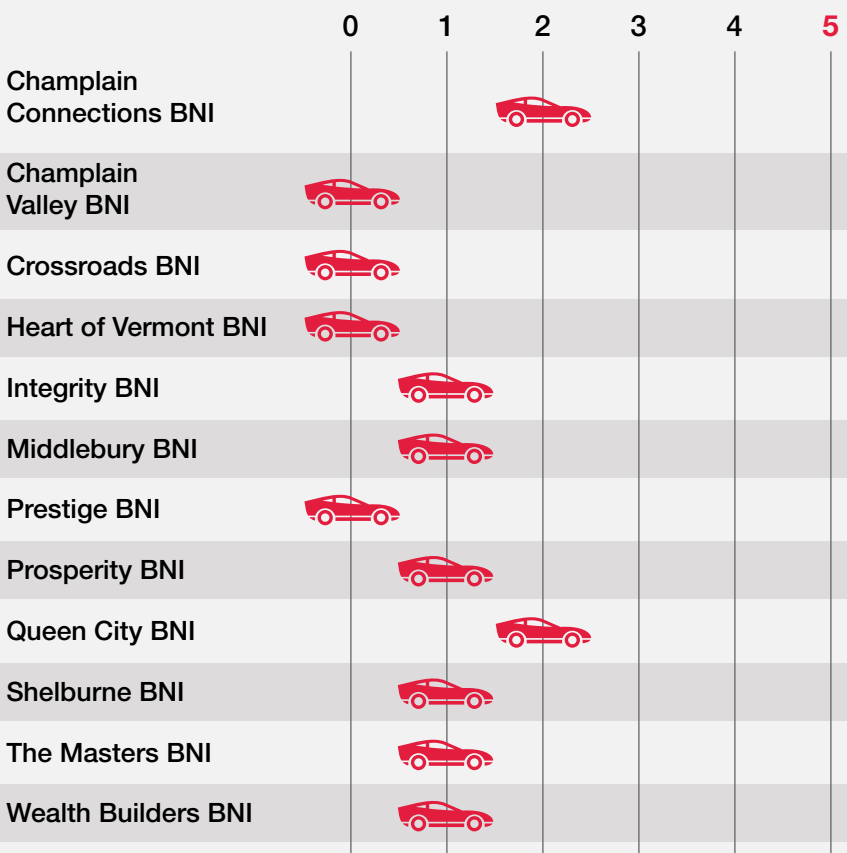 0 1 2 3 4 5
Champlain
Connections BNI
Champlain
Valley BNI
Crossroads BNI
Heart of Vermont BNI
Integrity BNI
Middlebury BNI
Prestige BNI
Prosperity BNI
Queen City BNI
Shelburne BNI
The Masters BNI
Wealth Builders BNI